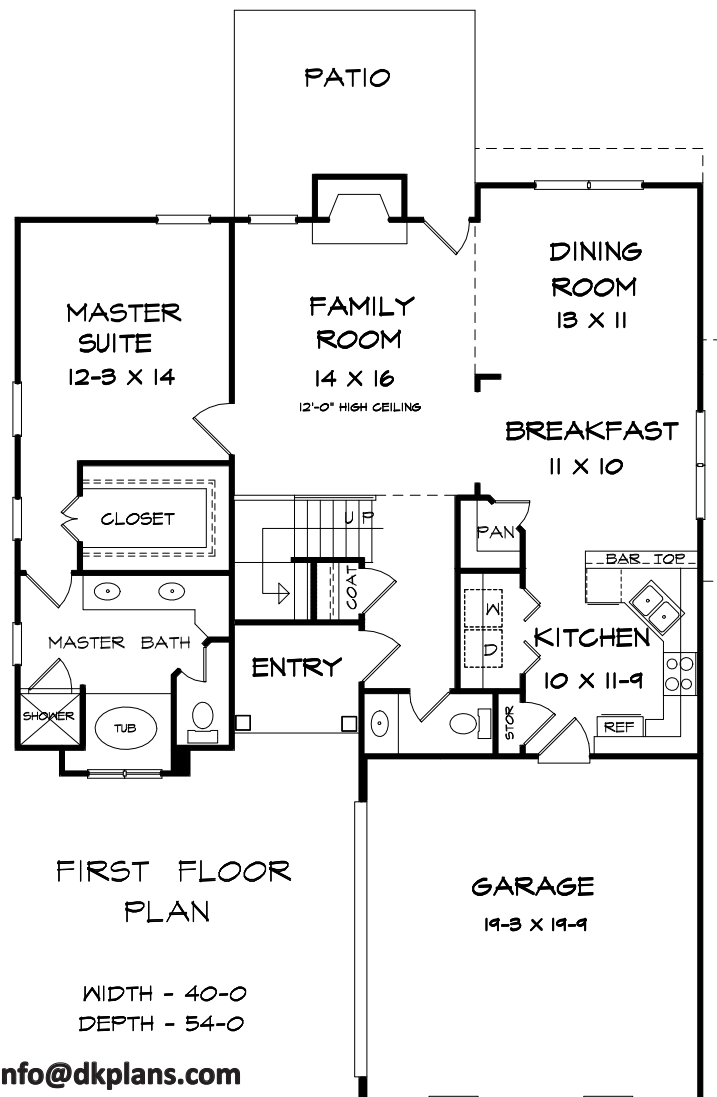 PATIO
DINING
ROOM
13 X 11
MASTER
SUITE
12-3 X 14
FAMILY
ROOM
14 X 16
12'-0" HIGH CEILING
BREAKFAST
11 X 10
CLOSET
UP
PAN
BAR TOP
COAT
W
D
MASTER BATH
ENTRY
KITCHEN
10 X 11-9
SHOWER
TUB
STOR
REF
FIRST FLOOR
PLAN
GARAGE
19-3 X 19-9
WIDTH - 40-0
DEPTH - 54-0
nfo@dkplans.com